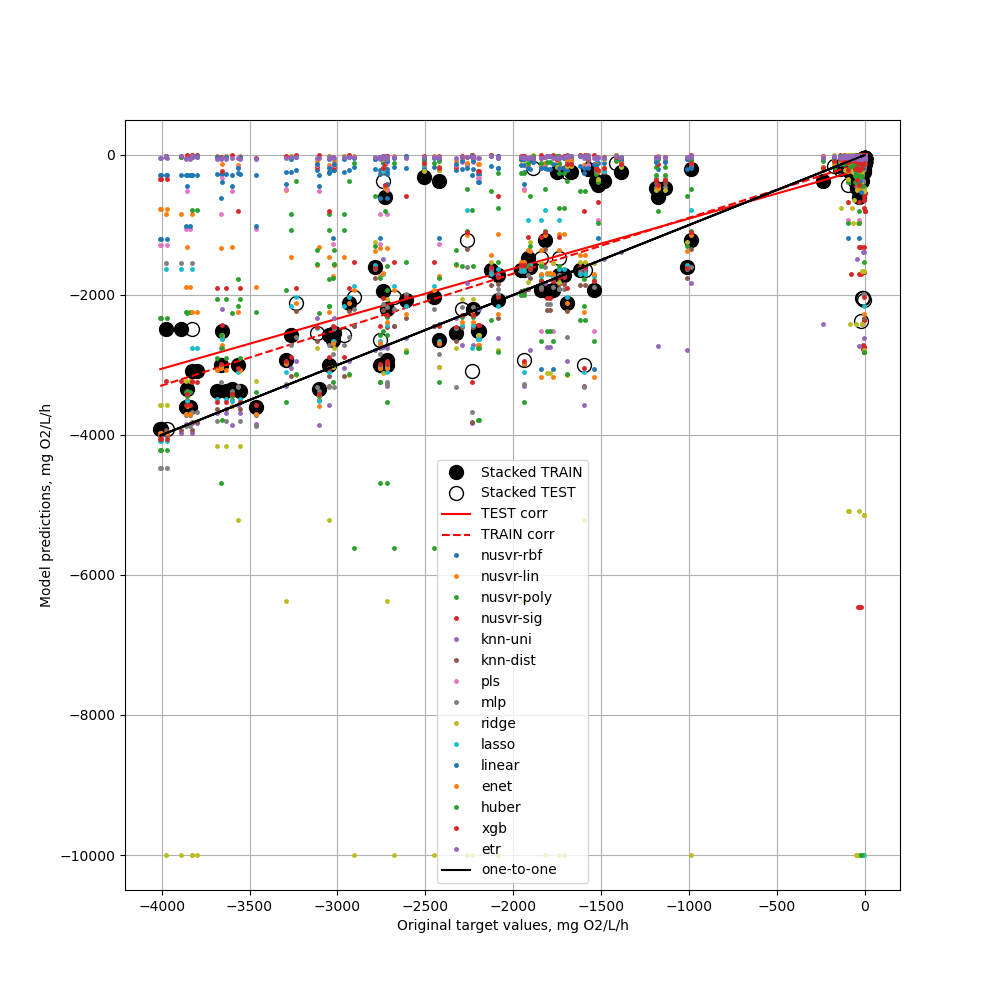 0
−2000
−4000
−6000
−8000
−10000
Model predictions, mg O2/L/h
Stacked TRAIN
Stacked TEST
TEST corr
TRAIN corr
nusvr-rbf
nusvr-lin
nusvr-poly
nusvr-sig
knn-uni
knn-dist
pls
mlp
ridge
lasso
linear
enet
huber
xgb
etr
one-to-one
−4000 −3500 −3000 −2500 −2000 −1500 −1000 −500 0
Original target values, mg O2/L/h